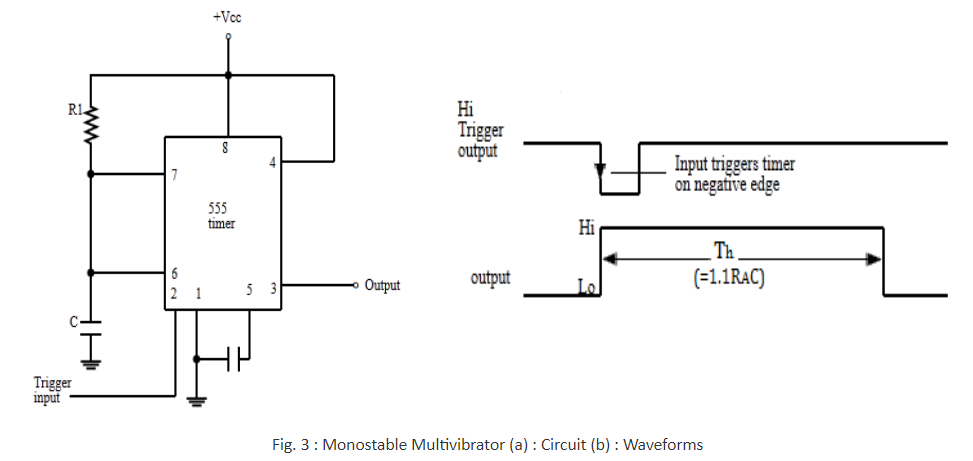 +Vcc
R1
8
4
7
555
timer
6
2 1 5 3
Output
C
Trigger
input
Hi
Trigger
output
Input triggers timer
on negative edge
Hi
Th
(=1.1RAC)
output
Lo
Fig. 3 : Monostable Multivibrator (a) : Circuit (b) : Waveforms